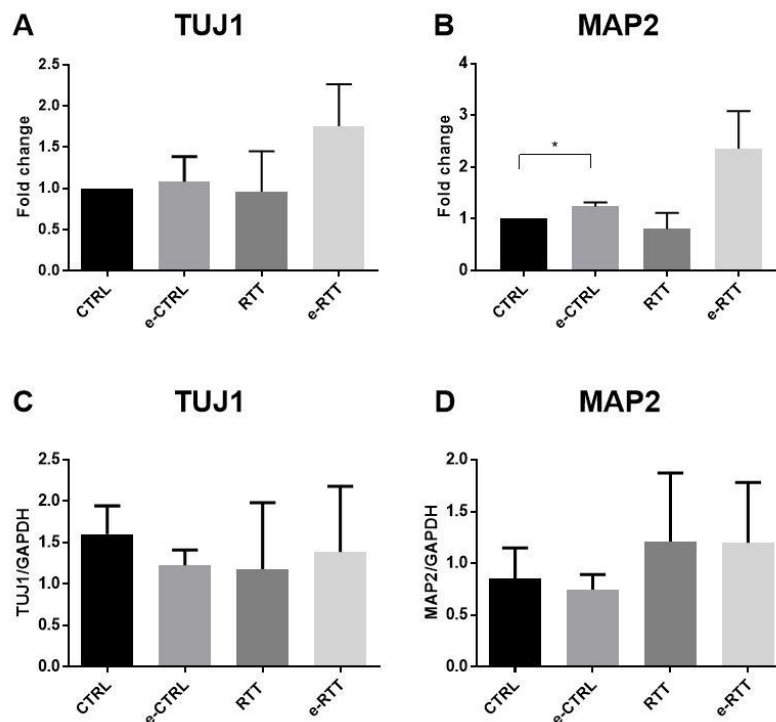 A TUJ1
Fold change
2.5
2.0
1.5
1.0
0.5
0.0
CTRL
e-CTRL
RTT
e-RTT
B MAP2
Fold change
4
3
2
1
0
*
CTRL
e-CTRL
RTT
e-RTT
C TUJ1
TUJ1/GAPDH
2.5
2.0
1.5
1.0
0.5
0.0
CTRL
e-CTRL
RTT
e-RTT
D MAP2
MAP2/GAPDH
2.0
1.5
1.0
0.5
0.0
CTRL
e-CTRL
RTT
e-RTT